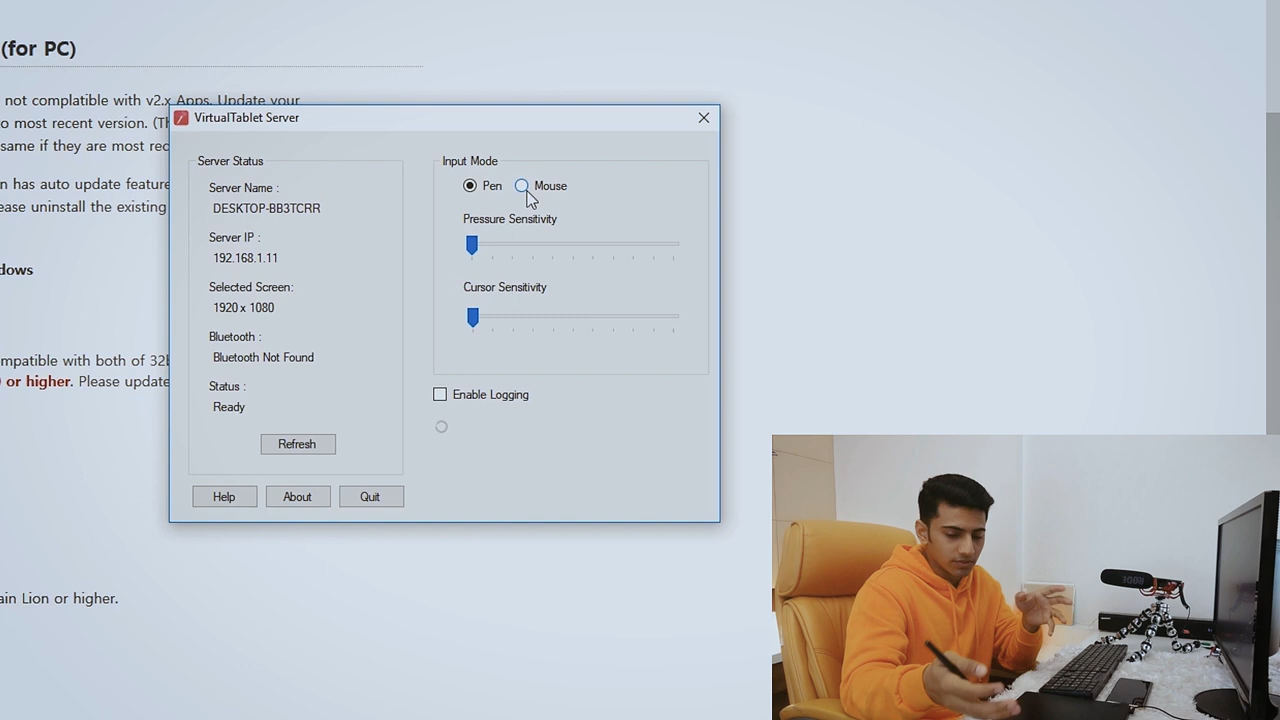 (for PC)
not complatible with v2.x Apps. Update your
o most recent version. (Th
same if they are most rec
n has auto update feature
ease uninstall the existing
dows
mpatible with both of 32b
or higher. Please update
ain Lion or higher.
VirtualTablet Server
Server Status
Server Name :
DESKTOP-BB3TCRR
Server IP :
192.168.1.11
Selected Screen:
1920 x 1080
Bluetooth :
Bluetooth Not Found
Status :
Ready
Refresh
Help About Quit
Input Mode
Pen Mouse
Pressure Sensitivity
Cursor Sensitivity
Enable Logging
RØDE